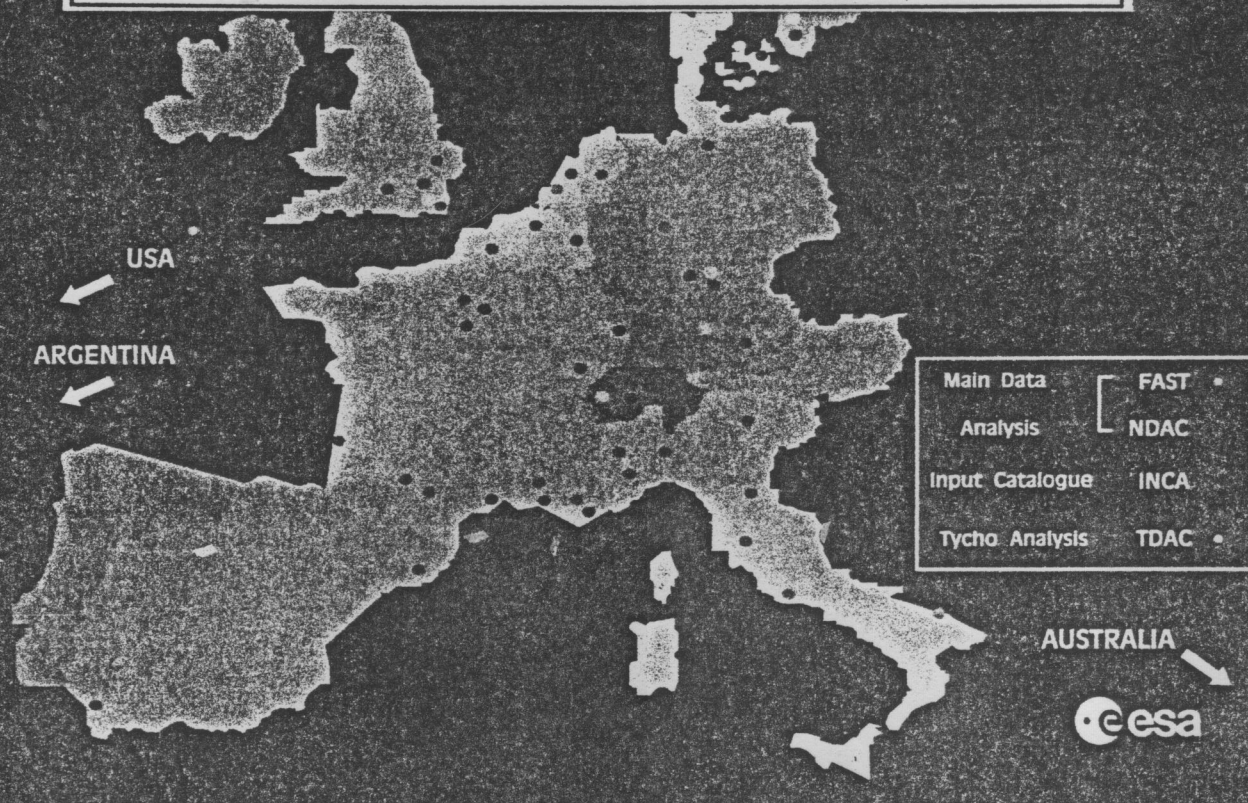 USA
ARGENTINA
Main Data FAST
Analysis NDAC
Input Catalogue INCA
Tycho Analysis TDAC
AUSTRALIA
esa